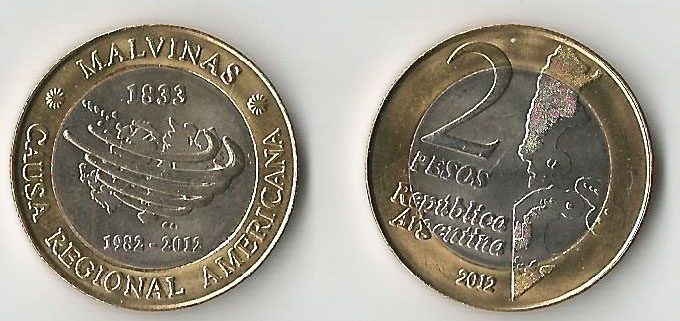 MALVINAS
1833
1982-2012
CAUSA REGIONAL AMERICANA
2
PESOS
República
Argentina
2012